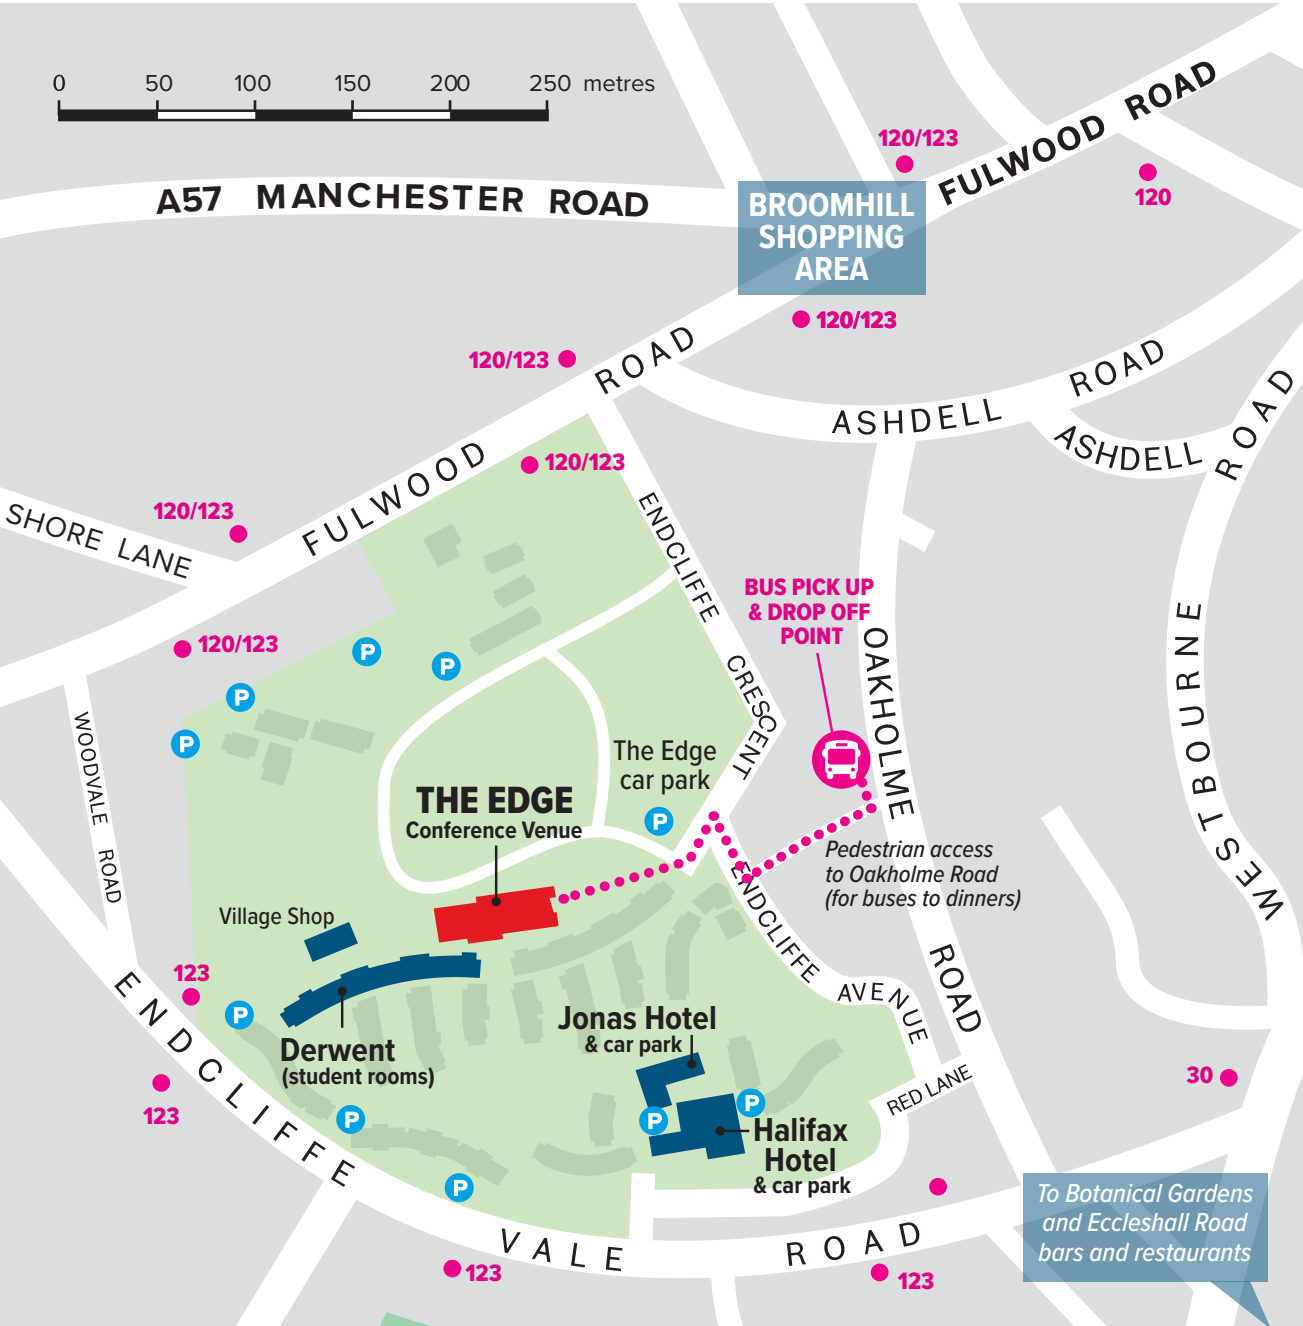 0 50 100 150 200 250 metres
A57 MANCHESTER ROAD
FULWOOD ROAD
120/123
120
BROOMHILL
SHOPPING
AREA
120/123
120/123
ROAD
ASHDELL ROAD
ASHDELL
ROAD
FULWOOD
120/123
120/123
SHORE LANE
ENDCLIFFE
CRESCENT
BUS PICK UP
& DROP OFF
POINT
OAKHOLME
WESTBOURNE
120/123
P
P
P
P
WOODVALE ROAD
The Edge
car park
P
THE EDGE
Conference Venue
Pedestrian access
to Oakholme Road
(for buses to dinners)
Village Shop
ENDCLIFFE
AVENUE
ROAD
123
P
Derwent
(student rooms)
Jonas Hotel
& car park
RED LANE
30
123
P
P
P
Halifax
Hotel
& car park
ENDCLIFFE
P
VALE
ROAD
123
123
To Botanical Gardens
and Eccleshall Road
bars and restaurants